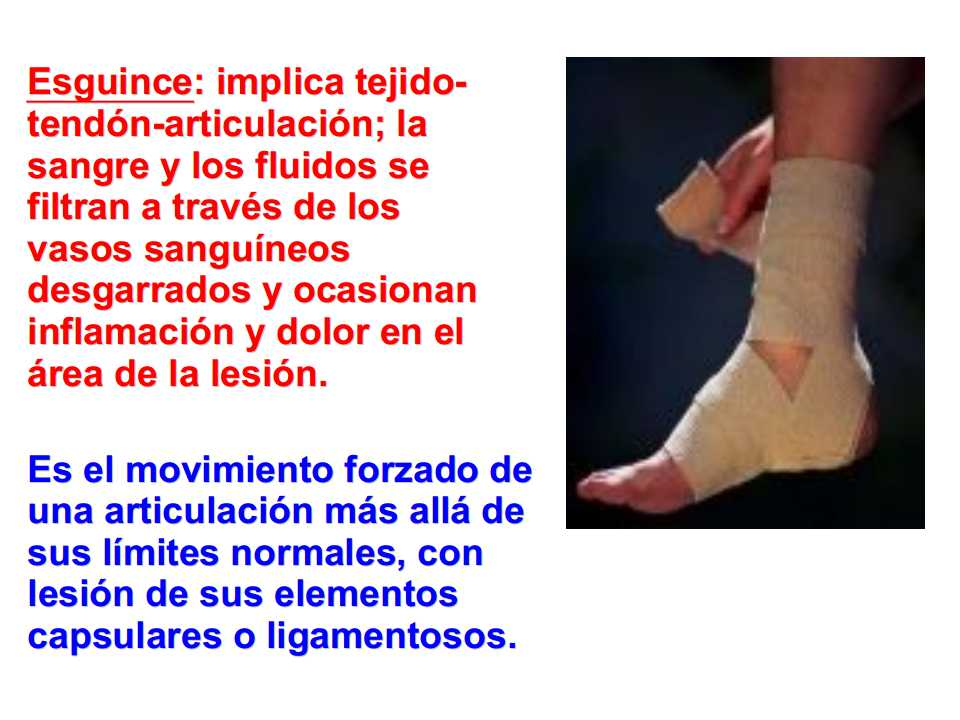 Esguince: implica tejido-
tendón-articulación; la
sangre y los fluidos se
filtran a través de los
vasos sanguíneos
desgarrados y ocasionan
inflamación y dolor en el
área de la lesión.
Es el movimiento forzado de
una articulación más allá de
sus límites normales, con
lesión de sus elementos
capsulares o ligamentosos.